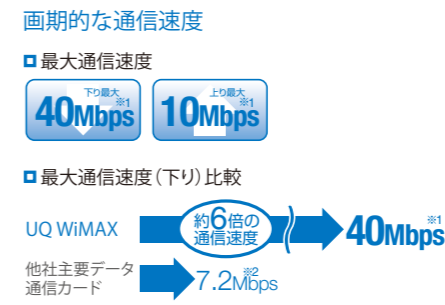 画期的な通信速度
最大通信速度
下り最大
40Mbps※1
上り最大
10Mbps※1
最大通信速度(下り)比較
UQ WiMAX
約6倍の
通信速度
40Mbps※1
他社主要データ
通信カード
7.2Mbps※2